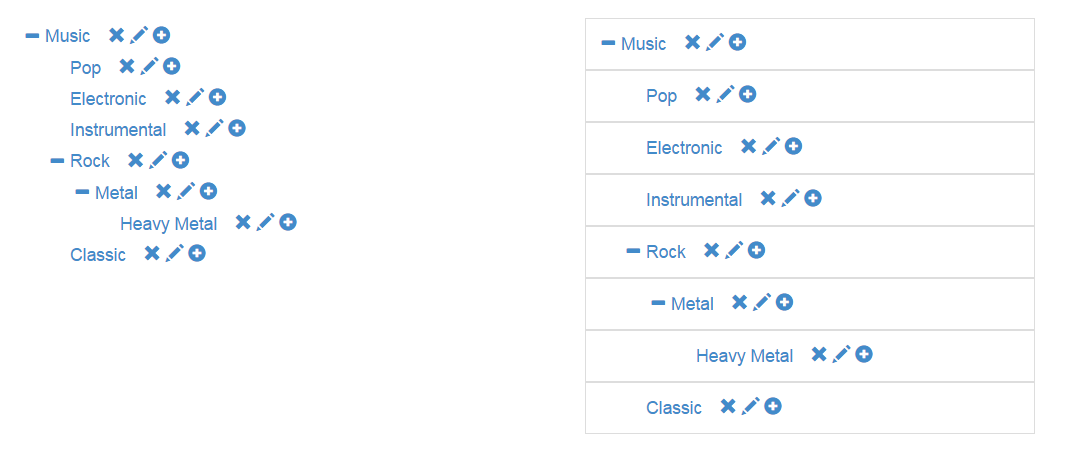 Music
Pop
Electronic
Instrumental
Rock
Metal
Heavy Metal
Classic
Music
Pop
Electronic
Instrumental
Rock
Metal
Heavy Metal
Classic